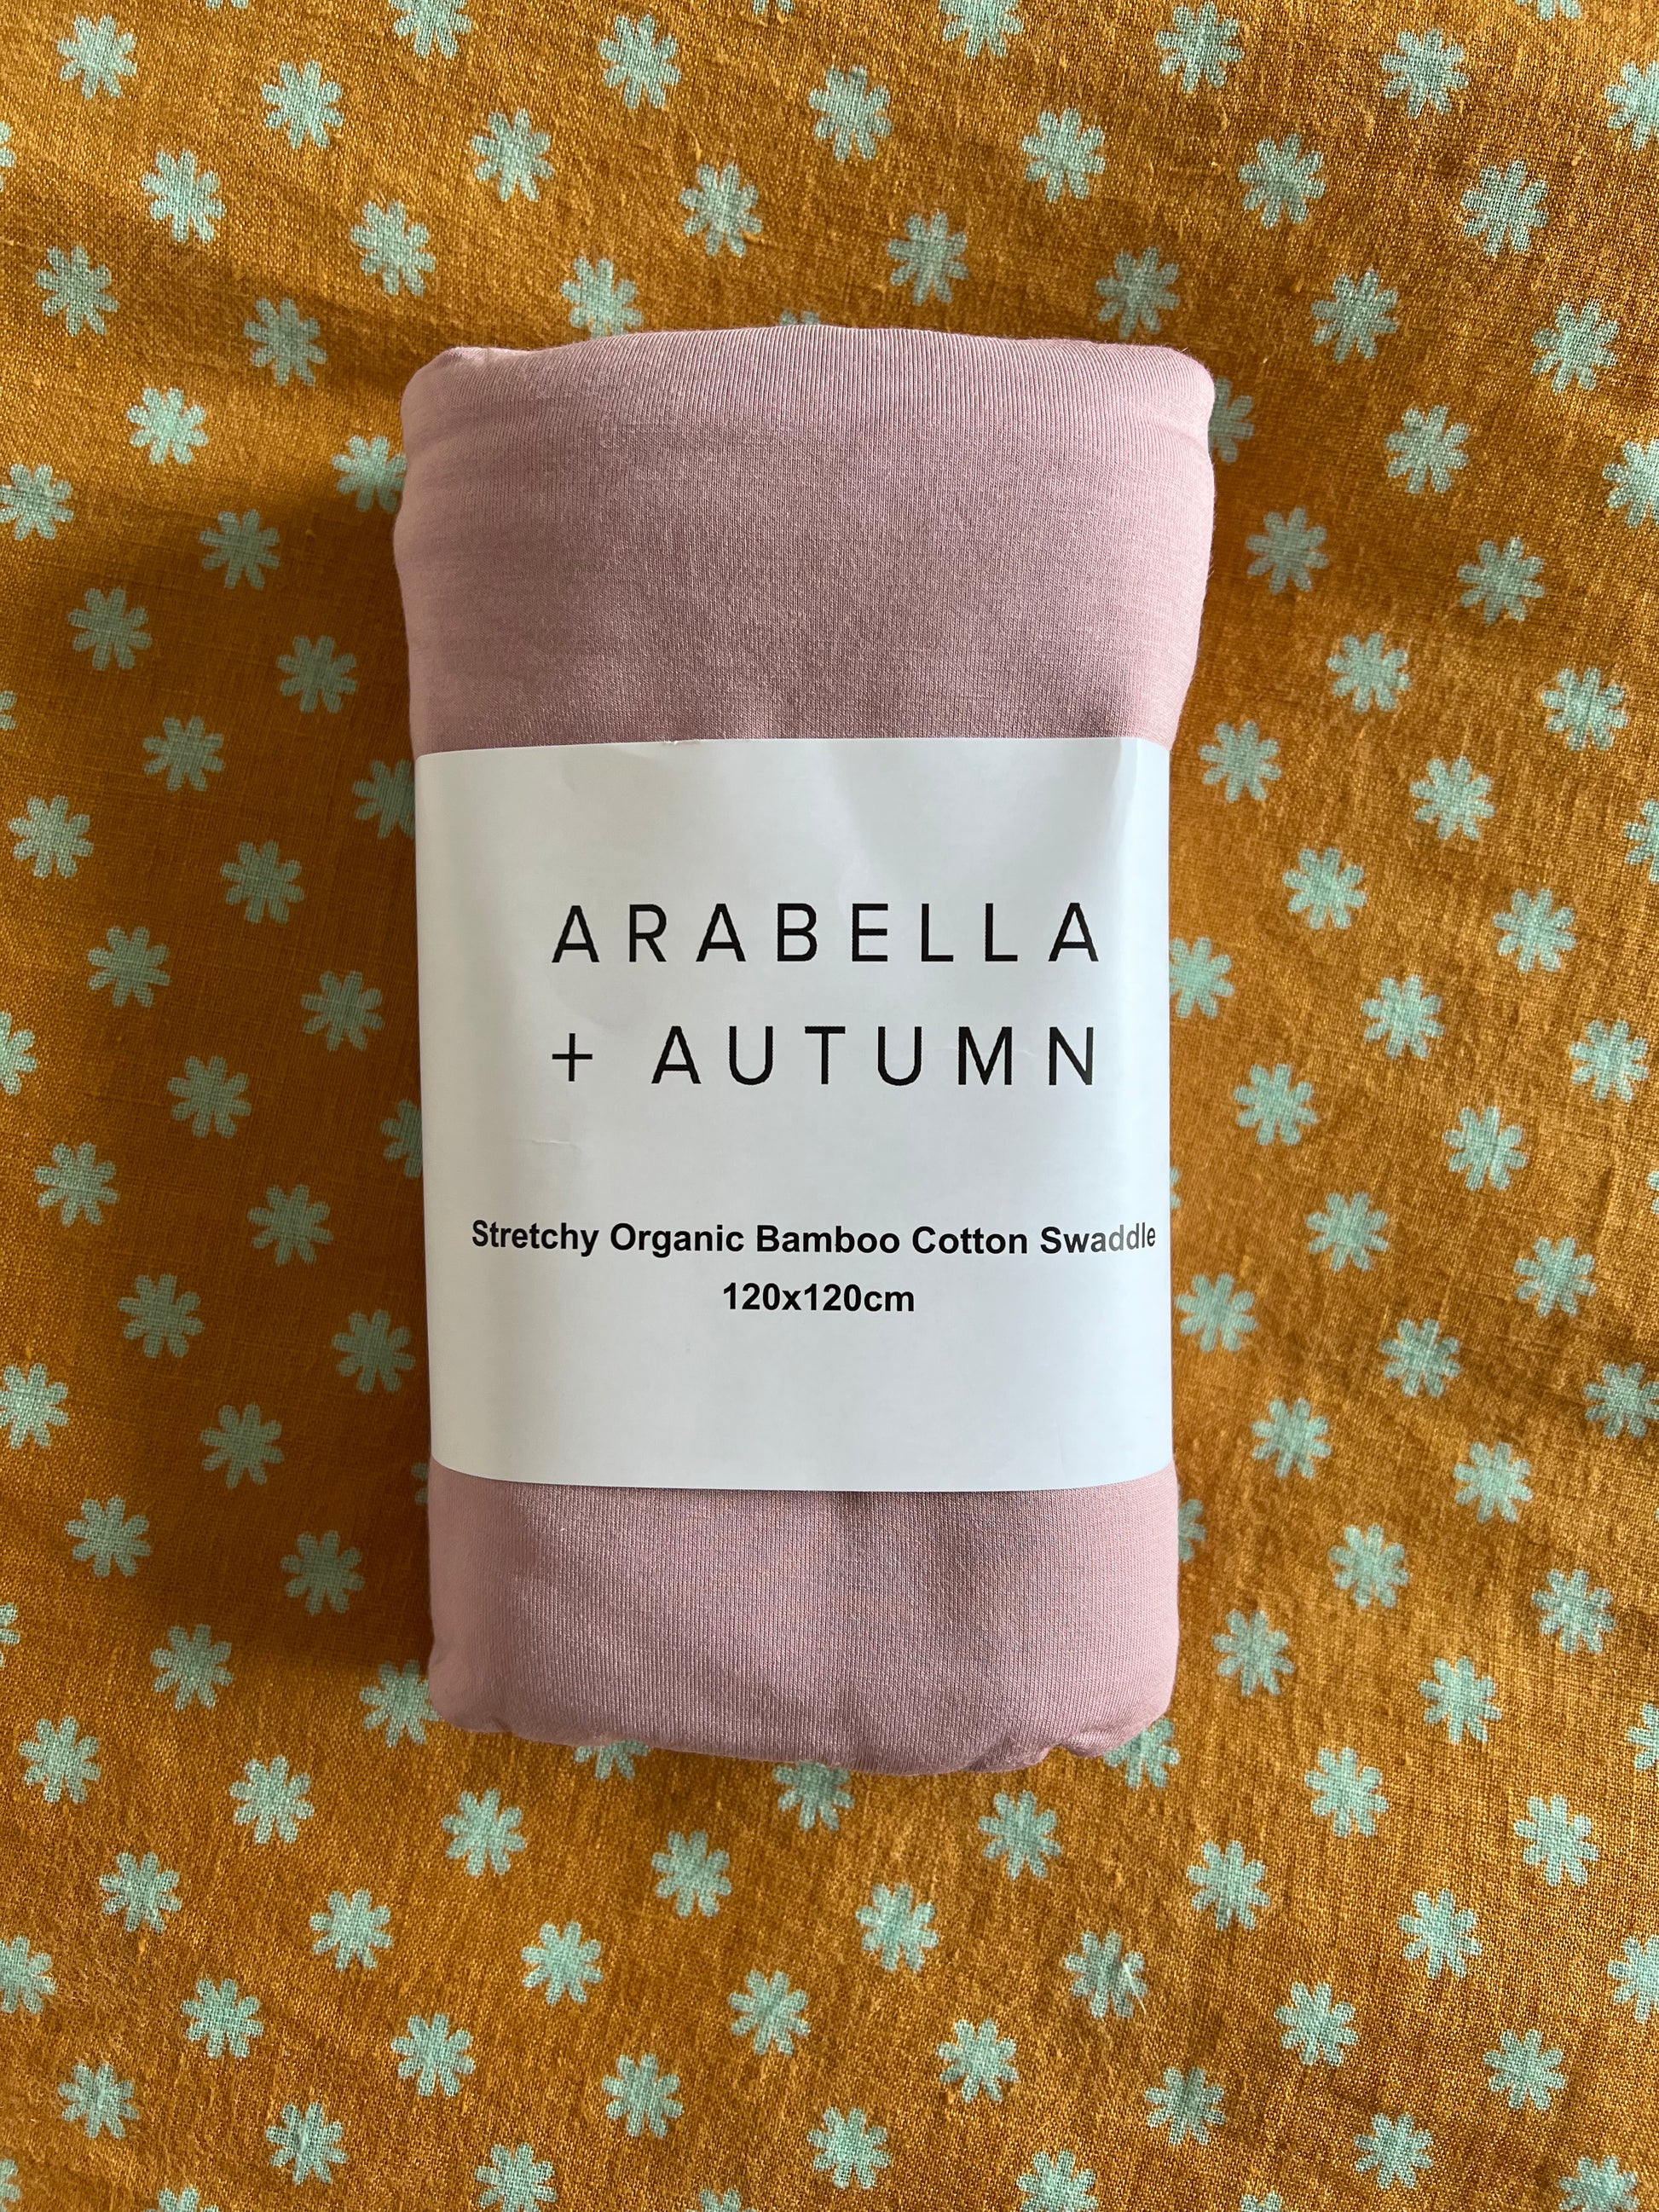 ARABELLA
+ AUTUMN
Stretchy Organic Bamboo Cotton Swaddle
120x120cm